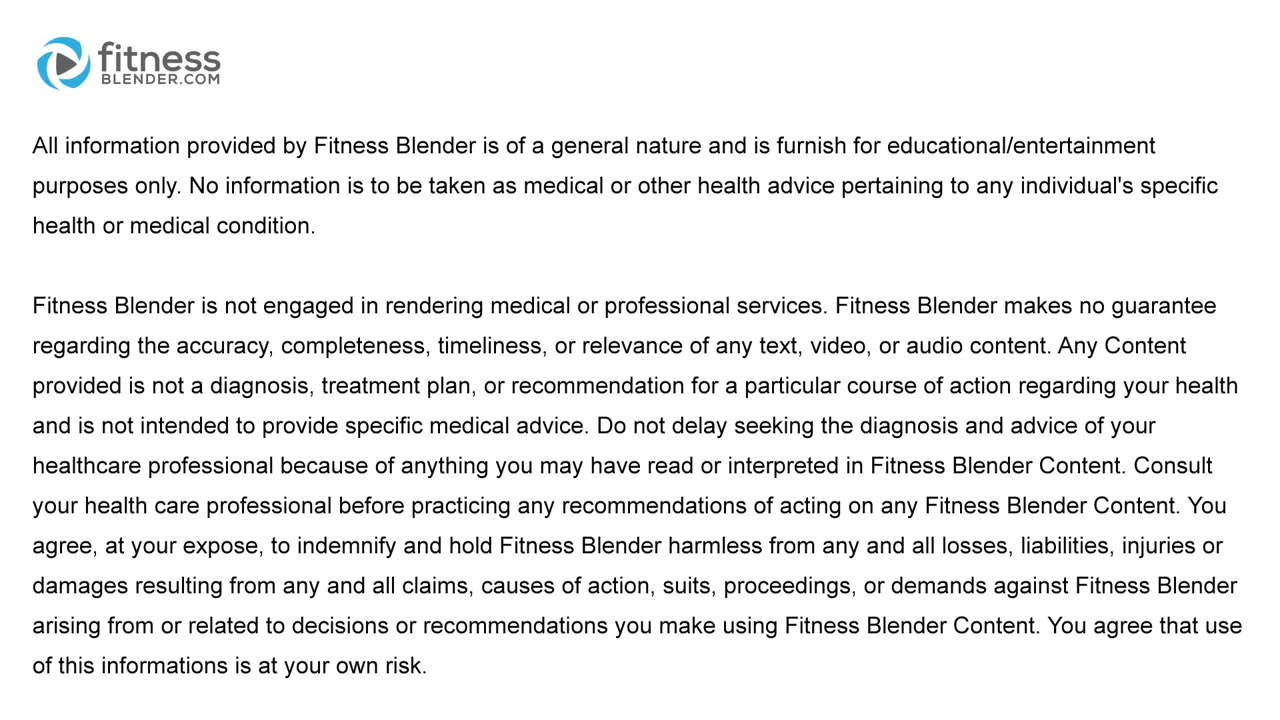 fitness
BLENDER.COM
All information provided by Fitness Blender is of a general nature and is furnish for educational/entertainment
purposes only. No information is to be taken as medical or other health advice pertaining to any individual's specific
health or medical condition.
Fitness Blender is not engaged in rendering medical or professional services. Fitness Blender makes no guarantee
regarding the accuracy, completeness, timeliness, or relevance of any text, video, or audio content. Any Content
provided is not a diagnosis, treatment plan, or recommendation for a particular course of action regarding your health
and is not intended to provide specific medical advice. Do not delay seeking the diagnosis and advice of your
healthcare professional because of anything you may have read or interpreted in Fitness Blender Content. Consult
your health care professional before practicing any recommendations of acting on any Fitness Blender Content. You
agree, at your expose, to indemnify and hold Fitness Blender harmless from any and all losses, liabilities, injuries or
damages resulting from any and all claims, causes of action, suits, proceedings, or demands against Fitness Blender
arising from or related to decisions or recommendations you make using Fitness Blender Content. You agree that use
of this informations is at your own risk.